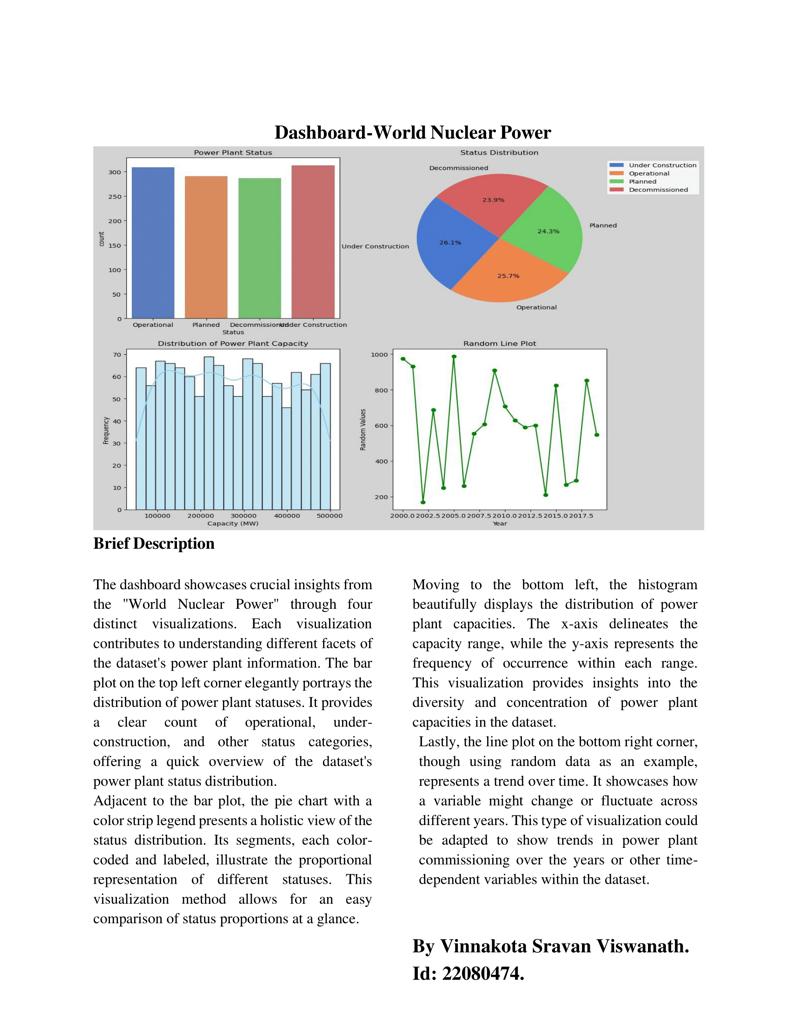 Dashboard-World Nuclear Power
Power Plant Status
300
250
200
150
100
50
0
count
Operational Planned Decommissioned Under Construction
Status
Status Distribution
Decommissioned
Planned
Under Construction
Operational
23.9%
24.3%
26.1%
25.7%
Under Construction
Operational
Planned
Decommissioned
Distribution of Power Plant Capacity
70
60
50
40
30
20
10
0
Frequency
100000 200000 300000 400000 500000
Capacity (MW)
Random Line Plot
1000
800
600
400
200
Random Values
2000.0 2002.5 2005.0 2007.5 2010.0 2012.5 2015.0 2017.5
Year
Brief Description
The dashboard showcases crucial insights from
the "World Nuclear Power" through four
distinct visualizations. Each visualization
contributes to understanding different facets of
the dataset's power plant information. The bar
plot on the top left corner elegantly portrays the
distribution of power plant statuses. It provides
a clear count of operational, under-
construction, and other status categories,
offering a quick overview of the dataset's
power plant status distribution.
Adjacent to the bar plot, the pie chart with a
color strip legend presents a holistic view of the
status distribution. Its segments, each color-
coded and labeled, illustrate the proportional
representation of different statuses. This
visualization method allows for an easy
comparison of status proportions at a glance.
Moving to the bottom left, the histogram
beautifully displays the distribution of power
plant capacities. The x-axis delineates the
capacity range, while the y-axis represents the
frequency of occurrence within each range.
This visualization provides insights into the
diversity and concentration of power plant
capacities in the dataset.
Lastly, the line plot on the bottom right corner,
though using random data as an example,
represents a trend over time. It showcases how
a variable might change or fluctuate across
different years. This type of visualization could
be adapted to show trends in power plant
commissioning over the years or other time-
dependent variables within the dataset.
By Vinnakota Sravan Viswanath.
Id: 22080474.